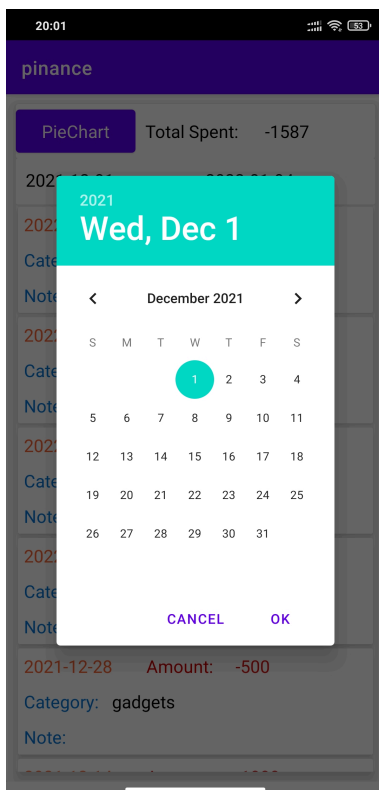 20:01 53
pinance
PieChart Total Spent: -1587
2021
Wed, Dec 1
December 2021
S M T W T F S
1 2 3 4
5 6 7 8 9 10 11
12 13 14 15 16 17 18
19 20 21 22 23 24 25
26 27 28 29 30 31
CANCEL OK
2021-12-28 Amount: -500
Category: gadgets
Note: